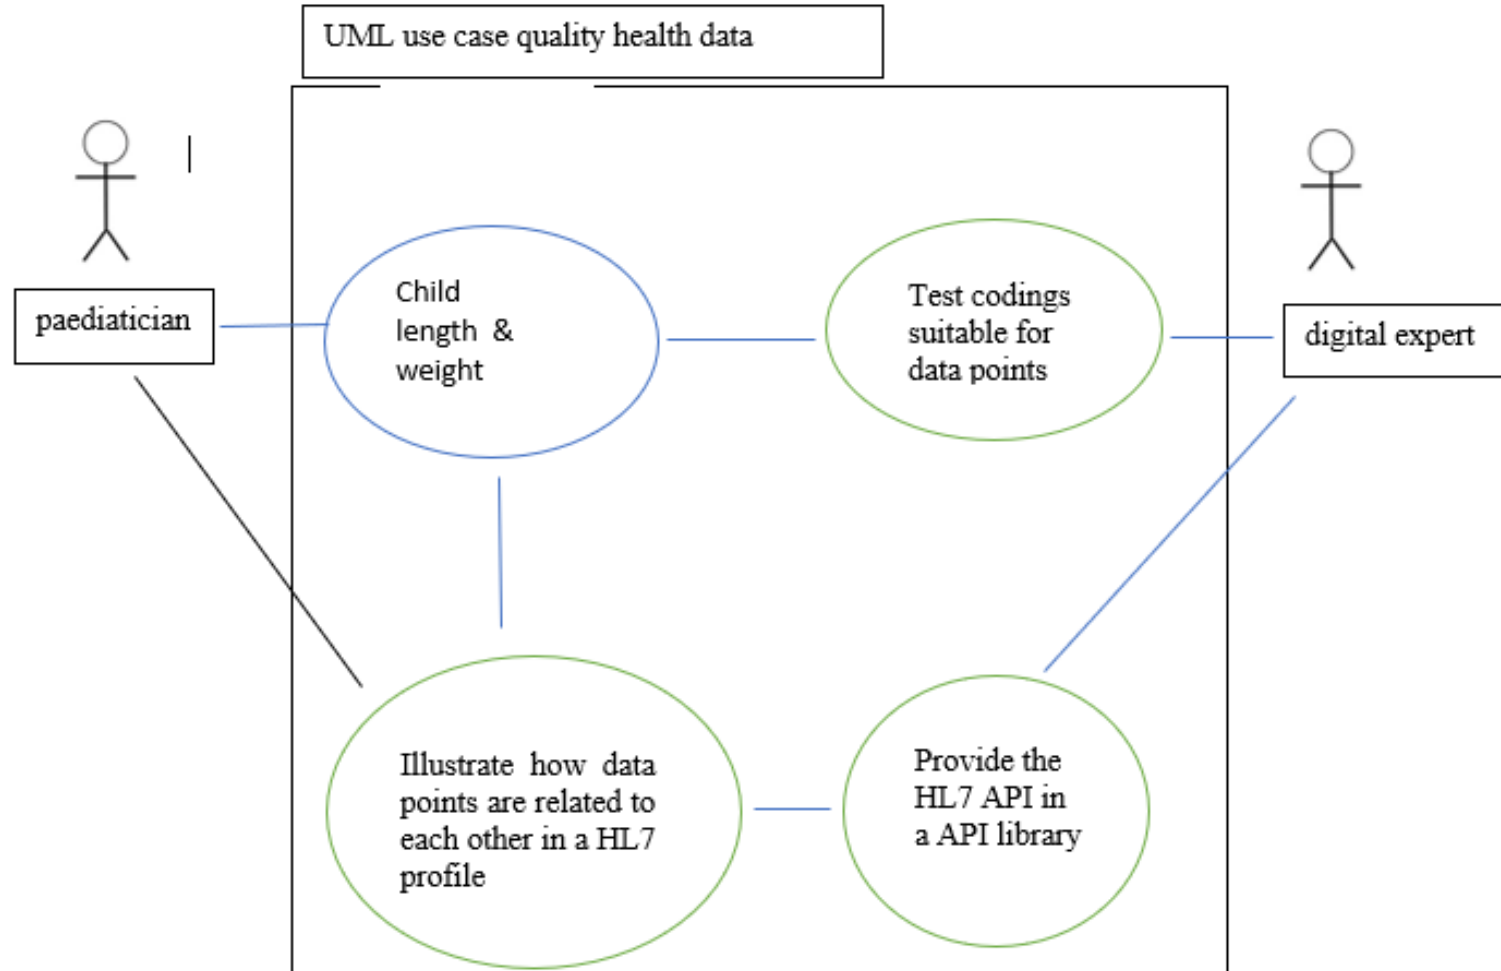 UML use case quality health data
paediatician
Child
length & 
weight
Test codings
suitable for
data points
digital expert
Illustrate how data
points are related to
each other in a HL7
profile
Provide the
HL7 API in
a API library